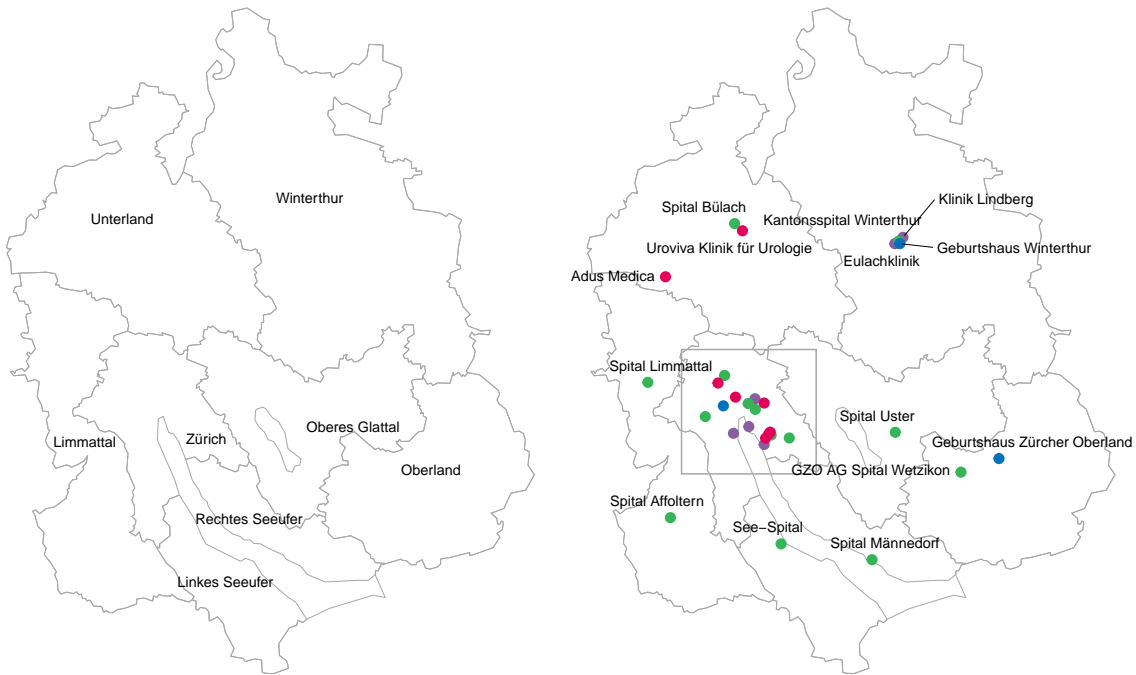 Winterthur
Unterland
Limmattal
Zürich
Oberes Glattal
Oberland
Rechtes Seeufer
Linkes Seeufer
Klinik Lindberg
Spital Bülach
Kantonsspital Winterthur
Uroviva Klinik für Urologie
Geburtshaus Winterthur
Eulachklinik
Adus Medica
Spital Limmattal
Spital Uster
Geburtshaus Zürcher Oberland
GZO AG Spital Wetzikon
Spital Affoltern
See−Spital
Spital Männedorf